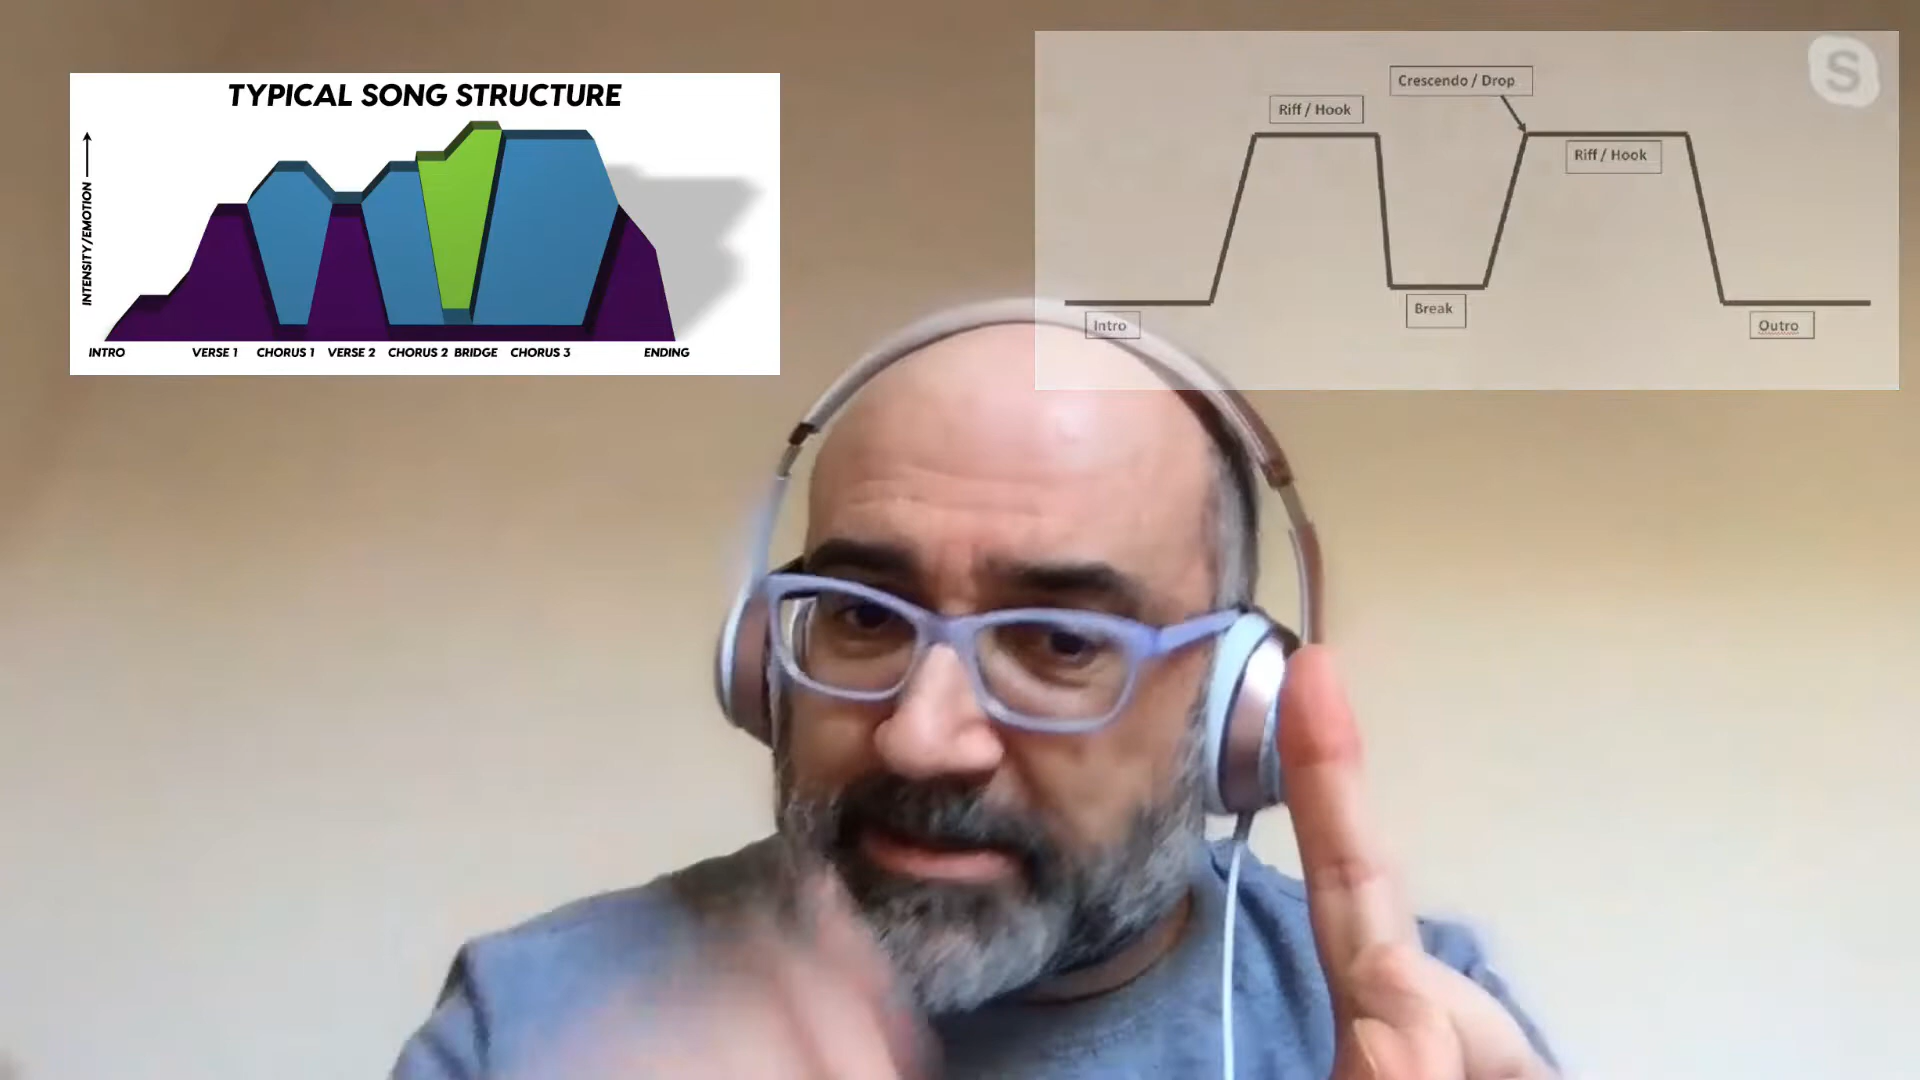 TYPICAL SONG STRUCTURE
INTENSITY/EMOTION
INTRO VERSE 1 CHORUS 1 VERSE 2 CHORUS 2 BRIDGE CHORUS 3 ENDING
S
Crescendo / Drop
Riff / Hook
Riff / Hook
Break
Intro
Outro